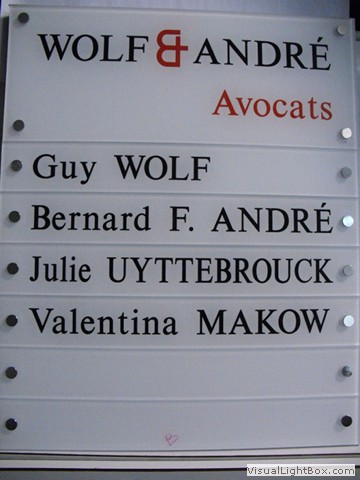 WOLF & ANDRÉ
Avocats
Guy WOLF
Bernard F. ANDRÉ
Julie UYTTEBROUCK
Valentina MAKOW
VisualLightBox.com